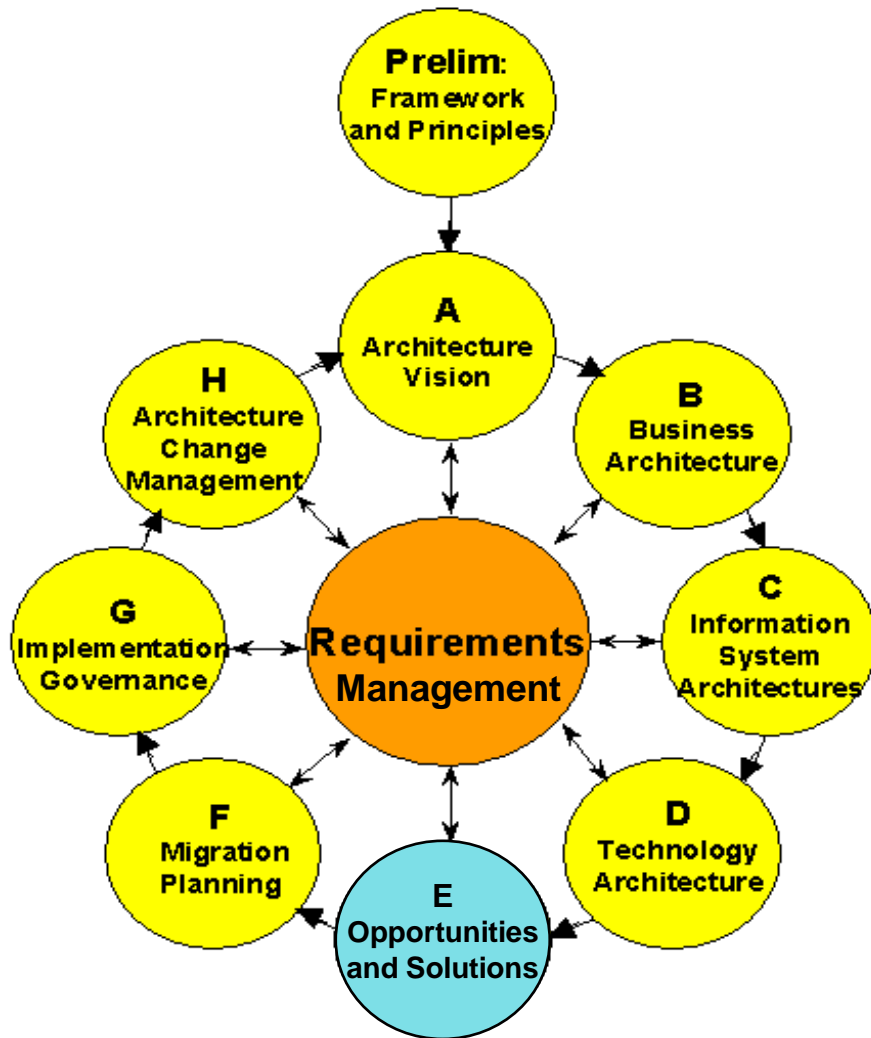 Prelim:
Framework
and Principles
A
Architecture
Vision
B
Business
Architecture
C
Information
System
Architectures
D
Technology
Architecture
E
Opportunities
and Solutions
F
Migration
Planning
G
Implementation
Governance
H
Architecture
Change
Management
Requirements
Management